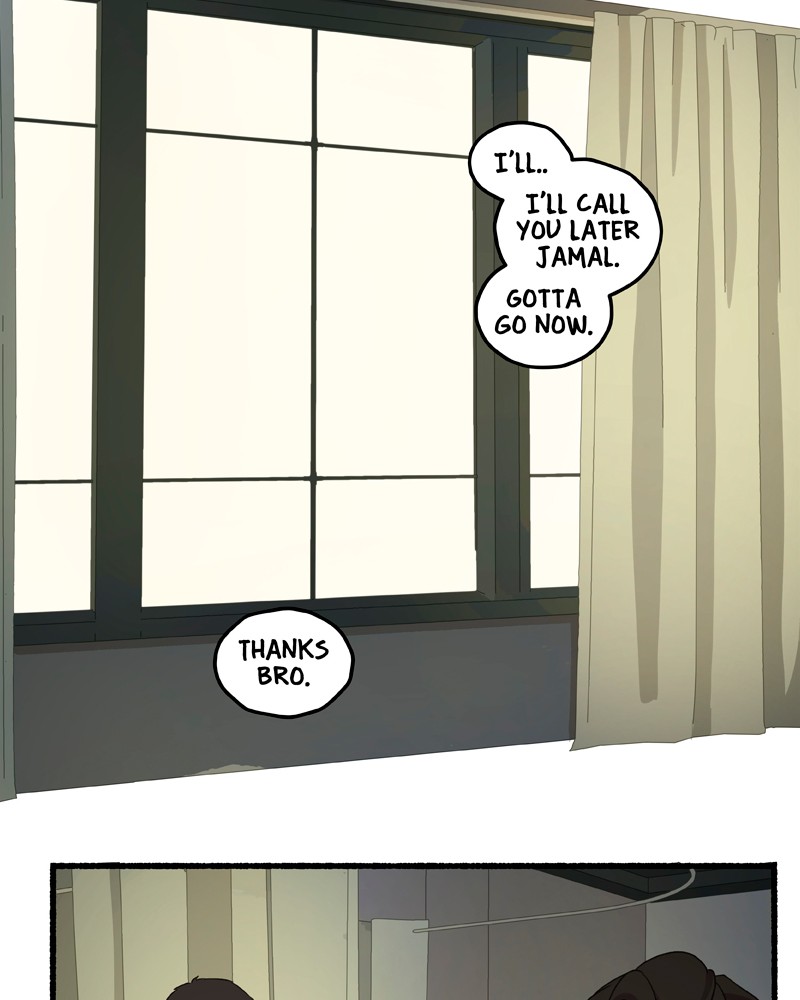 I'LL..
I'LL CALL
YOU LATER
JAMAL.
GOTTA
GO NOW.
THANKS
BRO.